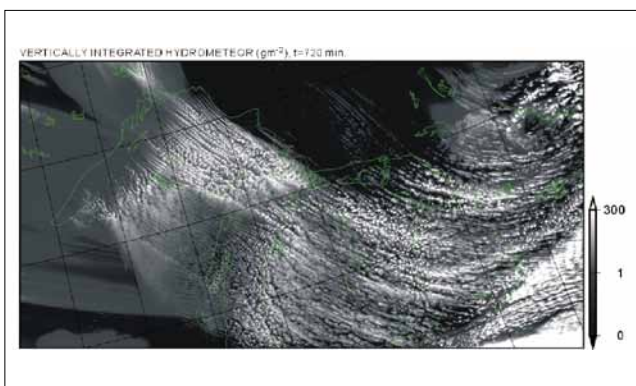 VERTICALLY INTEGRATED HYDROMETEOR (gm⁻²), t=720 min.
300
1
0